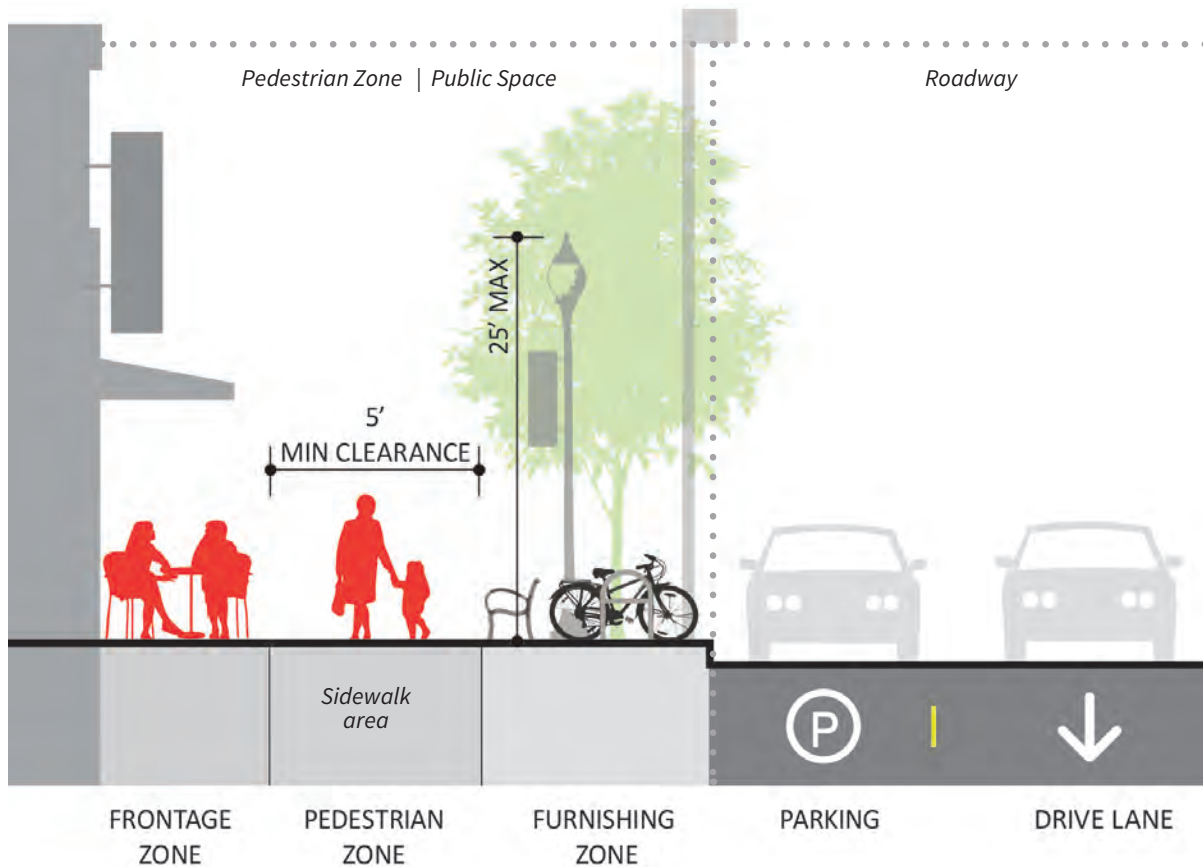 Pedestrian Zone | Public Space
Roadway
25’ MAX
5’
MIN CLEARANCE
Sidewalk
area
P
FRONTAGE
ZONE
PEDESTRIAN
ZONE
FURNISHING
ZONE
PARKING
DRIVE LANE